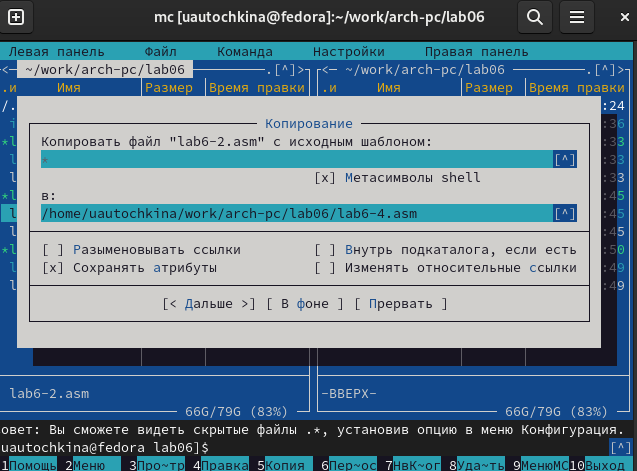 mc [uautochkina@fedora]:~/work/arch-pc/lab06
Левая панель Файл Команда Настройки Правая панель
<— ~/work/arch-pc/lab06 .[^]> <— ~/work/arch-pc/lab06 .[^]>
.и Имя Размер Время правки .и Имя Размер Время правки
/. :24
Копирование
Копировать файл "lab6-2.asm" с исходным шаблоном:
* [^]
[x] Метасимволы shell
в:
/home/uautochkina/work/arch-pc/lab06/lab6-4.asm [^]
[ ] Разыменовывать ссылки [ ] Внутрь подкаталога, если есть
[x] Сохранять атрибуты [ ] Изменять относительные ссылки
[< Дальше >] [ В фоне ] [ Прервать ]
lab6-2.asm -ВВЕРХ-
66G/79G (83%) 66G/79G (83%)
овет: Вы сможете видеть скрытые файлы .*, установив опцию в меню Конфигурация.
uautochkina@fedora lab06]$ [^]
1Помощь 2Меню 3Про~тр 4Правка 5Копия 6Пер~ос 7НвК~ог 8Уда~ть 9МенюMC 10Выход